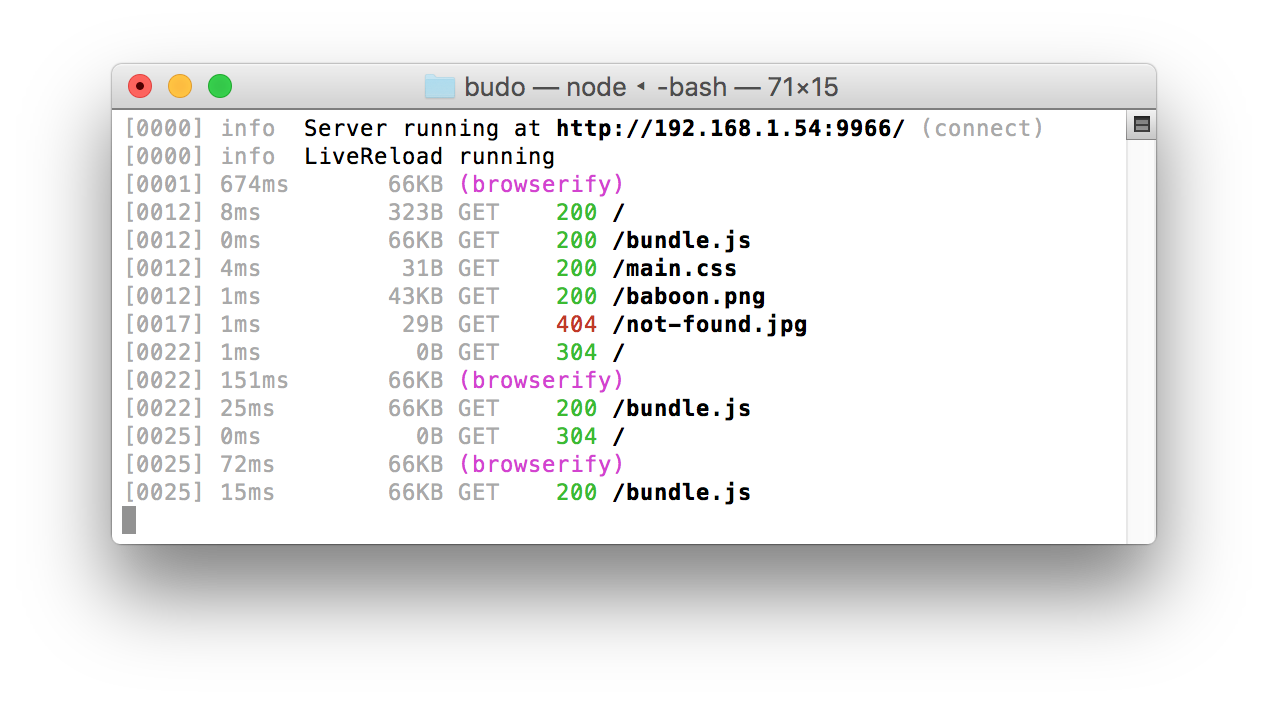 budo — node ◂ -bash — 71×15
[0000] info  Server running at http://192.168.1.54:9966/ (connect)
[0000] info  LiveReload running
[0001] 674ms       66KB (browserify)
[0012] 8ms         323B GET    200 /
[0012] 0ms         66KB GET    200 /bundle.js
[0012] 4ms          31B GET    200 /main.css
[0012] 1ms         43KB GET    200 /baboon.png
[0017] 1ms          29B GET    404 /not-found.jpg
[0022] 1ms           0B GET    304 /
[0022] 151ms       66KB (browserify)
[0022] 25ms        66KB GET    200 /bundle.js
[0025] 0ms           0B GET    304 /
[0025] 72ms        66KB (browserify)
[0025] 15ms        66KB GET    200 /bundle.js